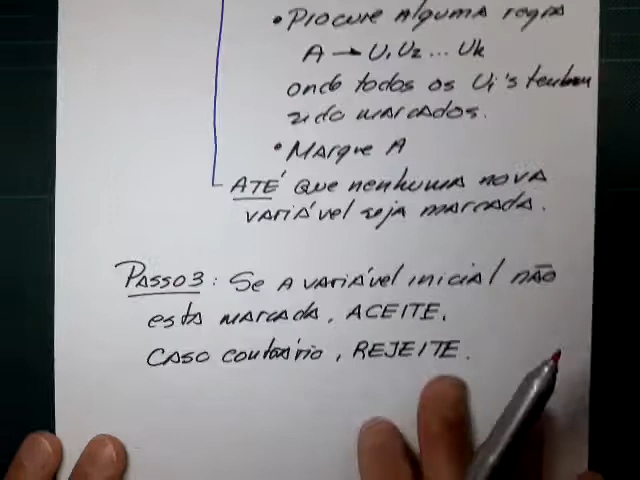 • Procure alguma regra
A → U1 U2 ... Uk
onde todos os Ui's tenham
sido marcados.
• Marque A
ATÉ que nenhuma nova
variável seja marcada.
PASSO 3: Se a variável inicial não
esta marcada, ACEITE.
CASO contrário, REJEITE.